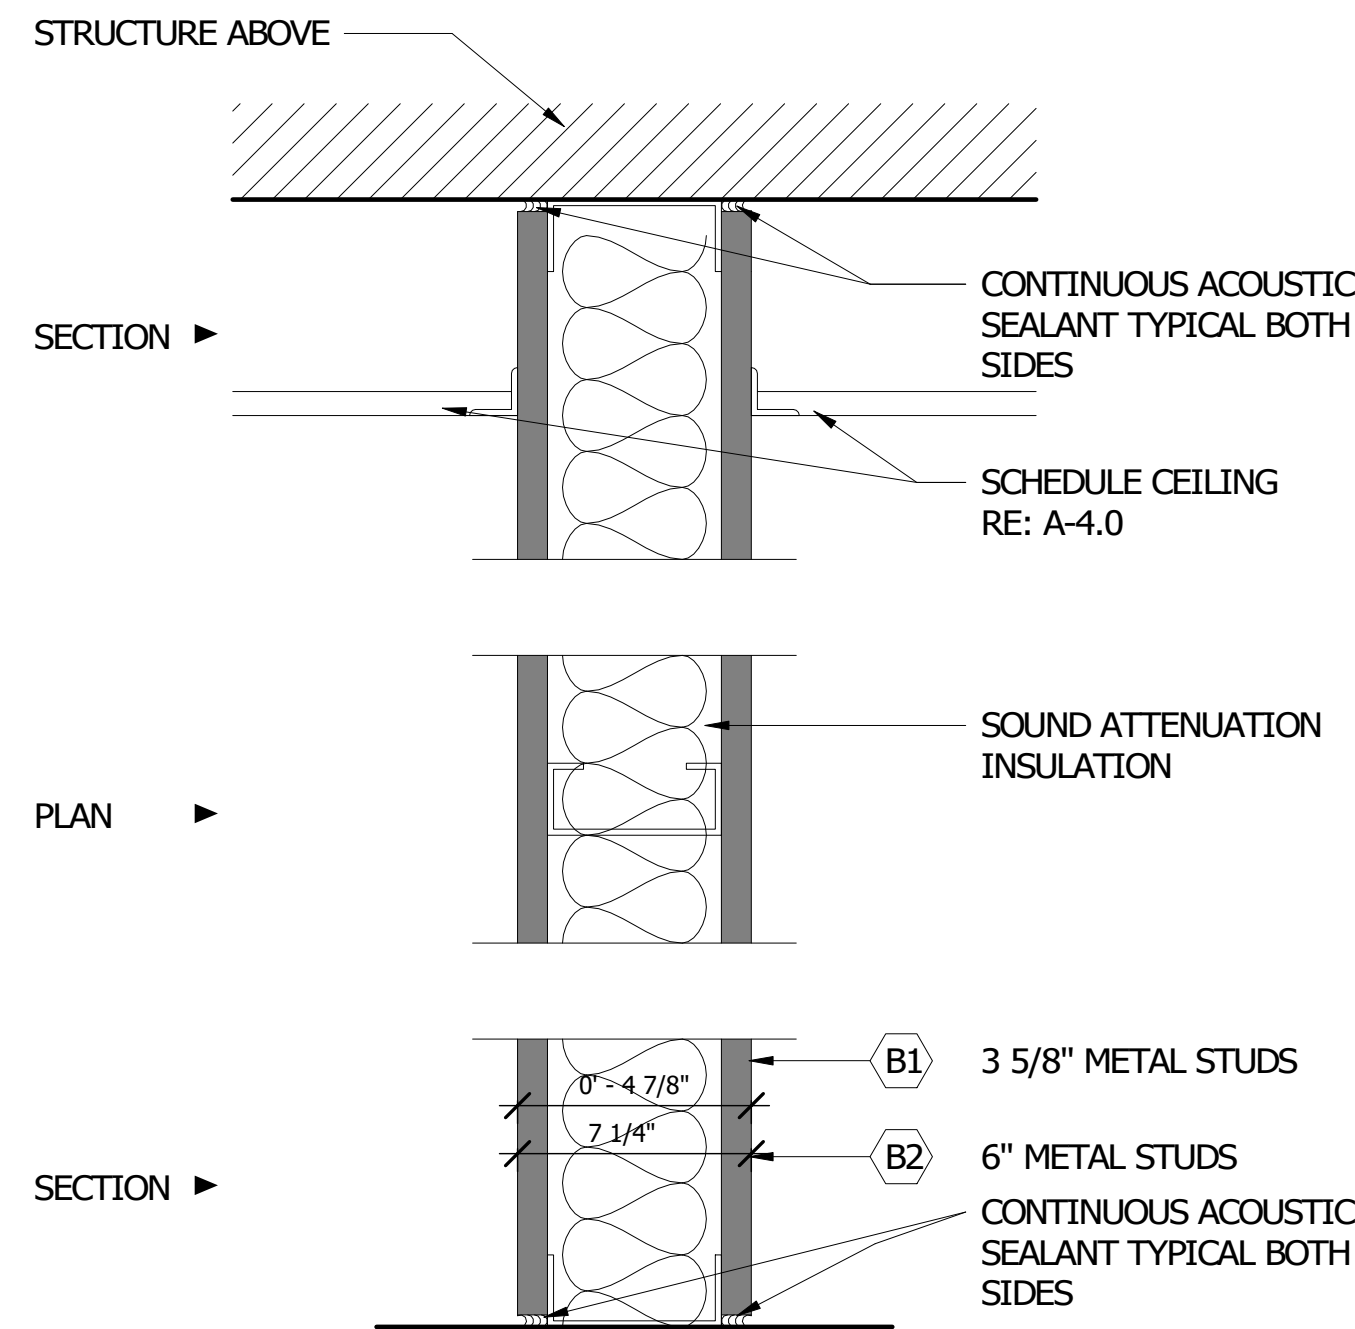 STRUCTURE ABOVE
CONTINUOUS ACOUSTIC
SEALANT TYPICAL BOTH
SIDES
SECTION
SCHEDULE CEILING
RE: A-4.0
SOUND ATTENUATION
INSULATION
PLAN
B1 3 5/8" METAL STUDS
0' - 4 7/8"
7 1/4"
B2 6" METAL STUDS
SECTION
CONTINUOUS ACOUSTIC
SEALANT TYPICAL BOTH
SIDES